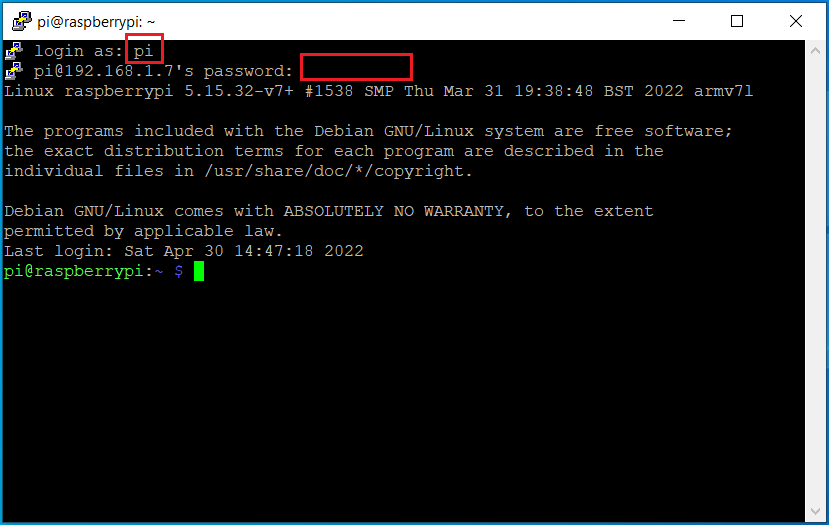 pi@raspberrypi: ~
login as: pi
pi@192.168.1.7's password:
Linux raspberrypi 5.15.32-v7+ #1538 SMP Thu Mar 31 19:38:48 BST 2022 armv7l
The programs included with the Debian GNU/Linux system are free software;
the exact distribution terms for each program are described in the
individual files in /usr/share/doc/*/copyright.
Debian GNU/Linux comes with ABSOLUTELY NO WARRANTY, to the extent
permitted by applicable law.
Last login: Sat Apr 30 14:47:18 2022
pi@raspberrypi:~ $